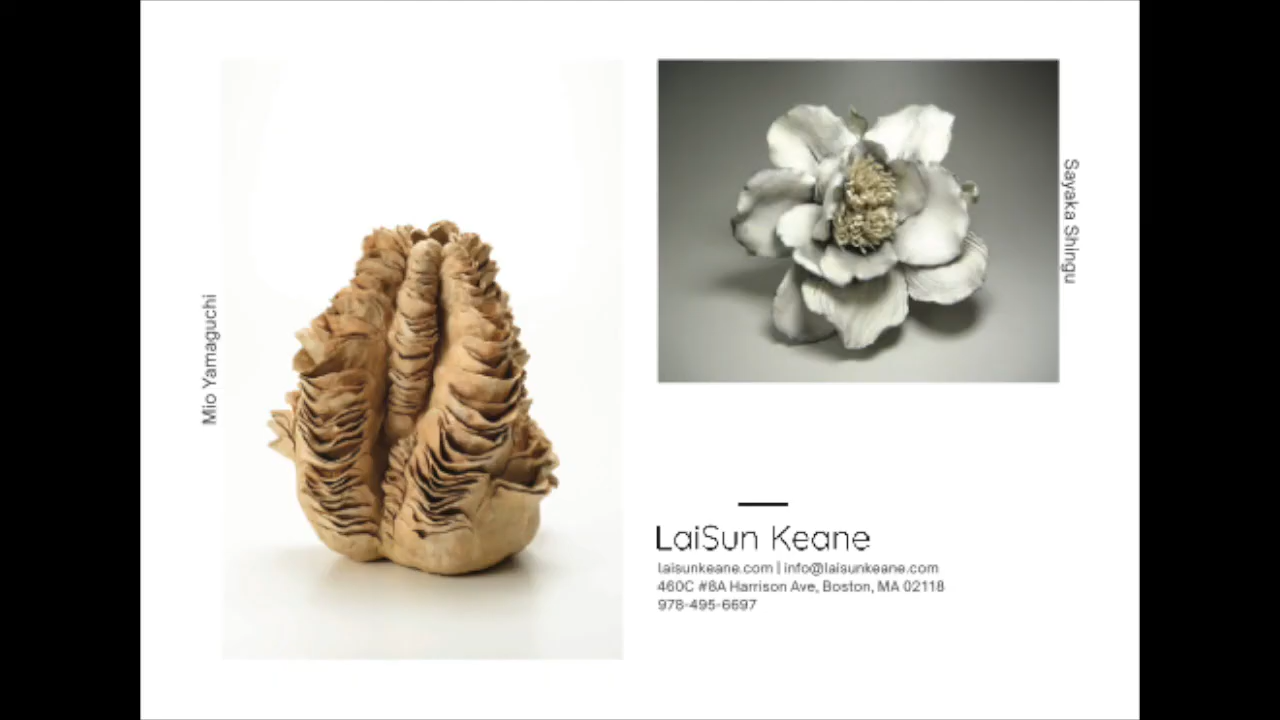 Mio Yamaguchi
Sayaka Shingu
LaiSun Keane
laisunkeane.com | info@laisunkeane.com
460C #8A Harrison Ave, Boston, MA 02118
978-495-6697